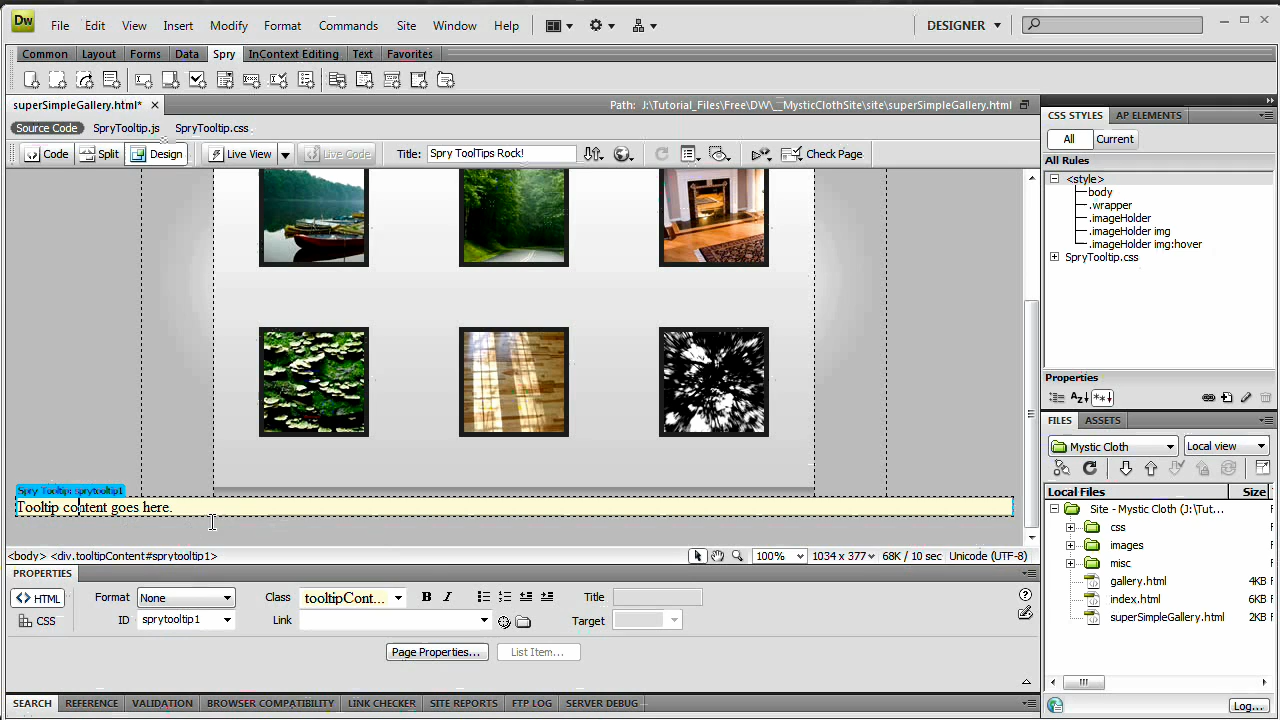 Dw File Edit View Insert Modify Format Commands Site Window Help DESIGNER
Common Layout Forms Data Spry InContext Editing Text Favorites
superSimpleGallery.html* Path: J:\Tutorial_Files\Free\DW\__MysticClothSite\site\superSimpleGallery.html
Source Code SpryTooltip.js SpryTooltip.css
Code Split Design Live View Live Code Title: Spry ToolTips Rock! Check Page
CSS STYLES AP ELEMENTS
All Current
All Rules
<style>
body
.wrapper
.imageHolder
.imageHolder img
.imageHolder img:hover
SpryTooltip.css
Properties
Az
FILES ASSETS
Mystic Cloth Local view
Local Files Size
Site - Mystic Cloth (J:\Tut...
css
images
misc
gallery.html 4KB
index.html 6KB
superSimpleGallery.html 2KB
Log...
Spry Tooltip: sprytooltip1
Tooltip content goes here.
<body> <div.tooltipContent#sprytooltip1> 100% 1034 x 377 68K / 10 sec Unicode (UTF-8)
PROPERTIES
HTML Format None Class tooltipCont... B I Title
CSS ID sprytooltip1 Link Target
Page Properties... List Item...
SEARCH REFERENCE VALIDATION BROWSER COMPATIBILITY LINK CHECKER SITE REPORTS FTP LOG SERVER DEBUG